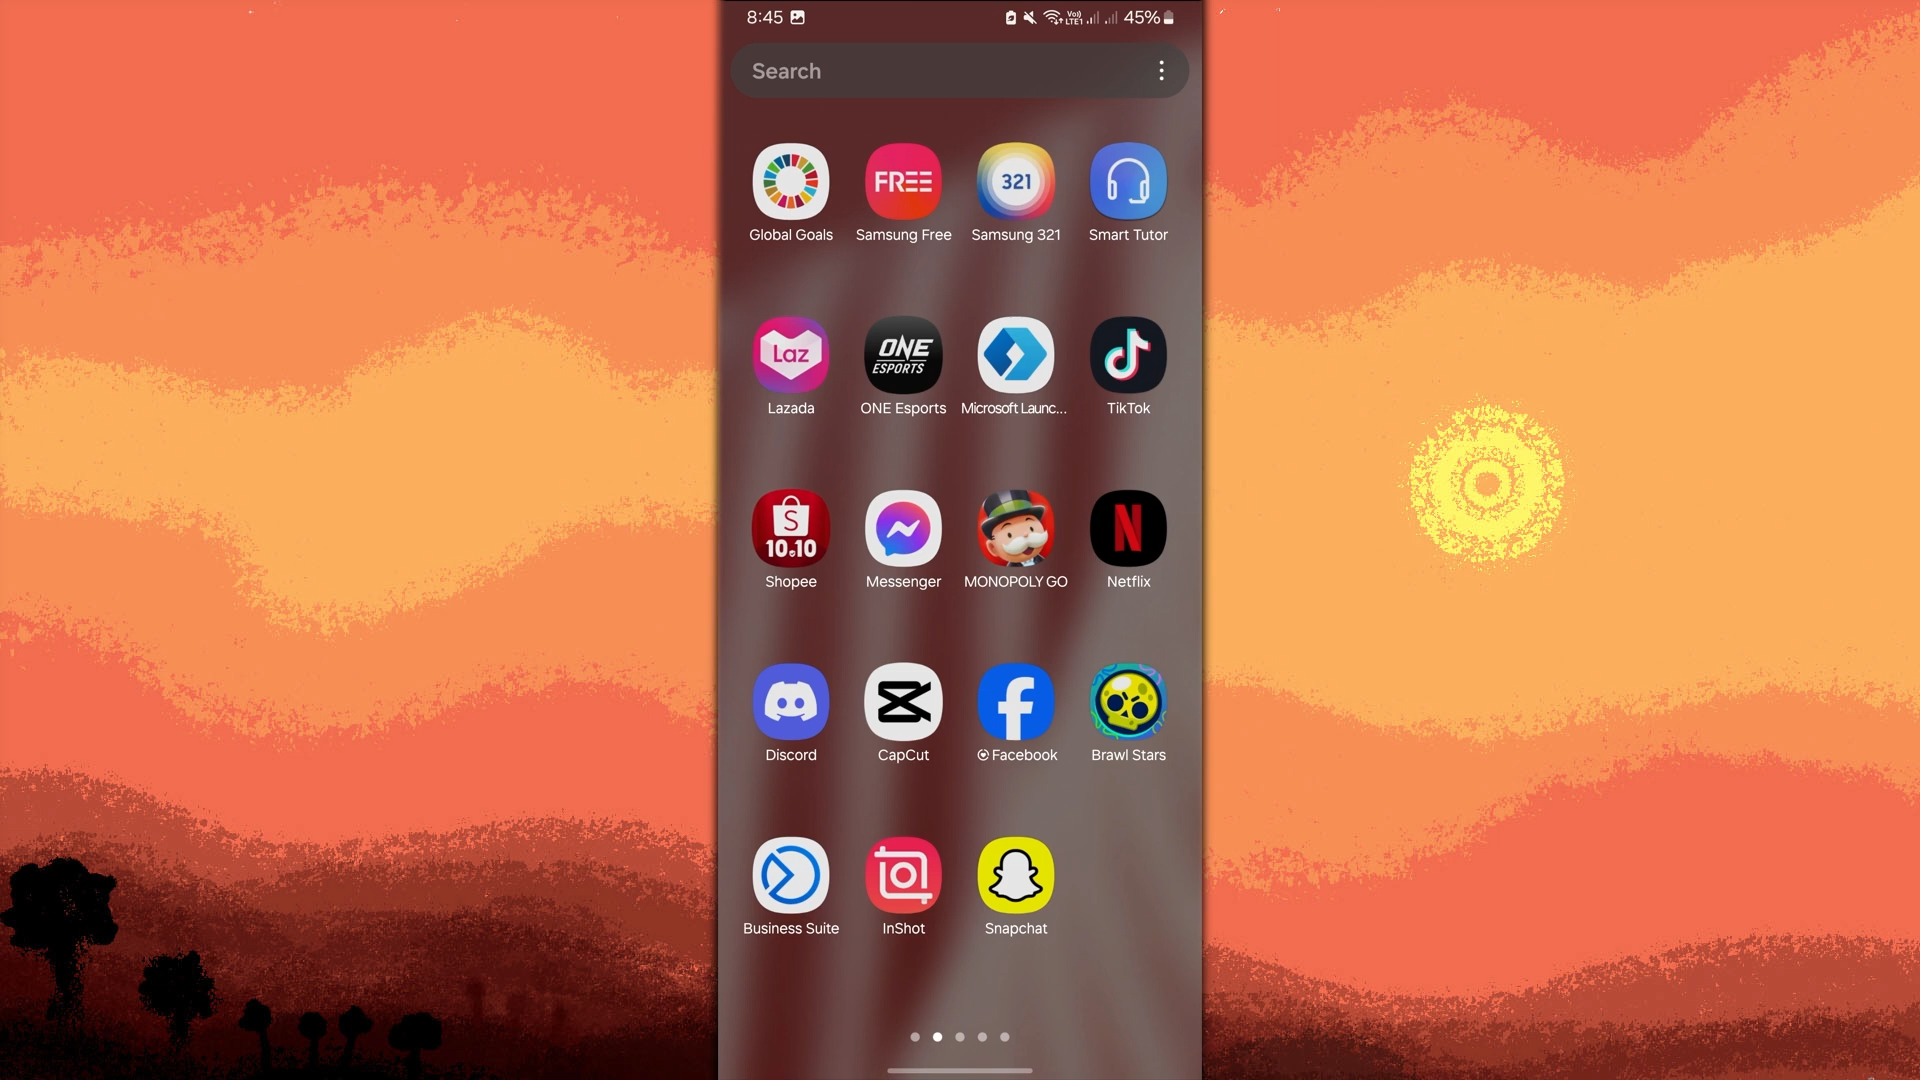 8:45 Vo) LTE1 45%
Search
FREE 321
Global Goals Samsung Free Samsung 321 Smart Tutor
Laz ONE ESPORTS
Lazada ONE Esports Microsoft Launc... TikTok
S 10.10 N
Shopee Messenger MONOPOLY GO Netflix
Discord CapCut Facebook Brawl Stars
Business Suite InShot Snapchat